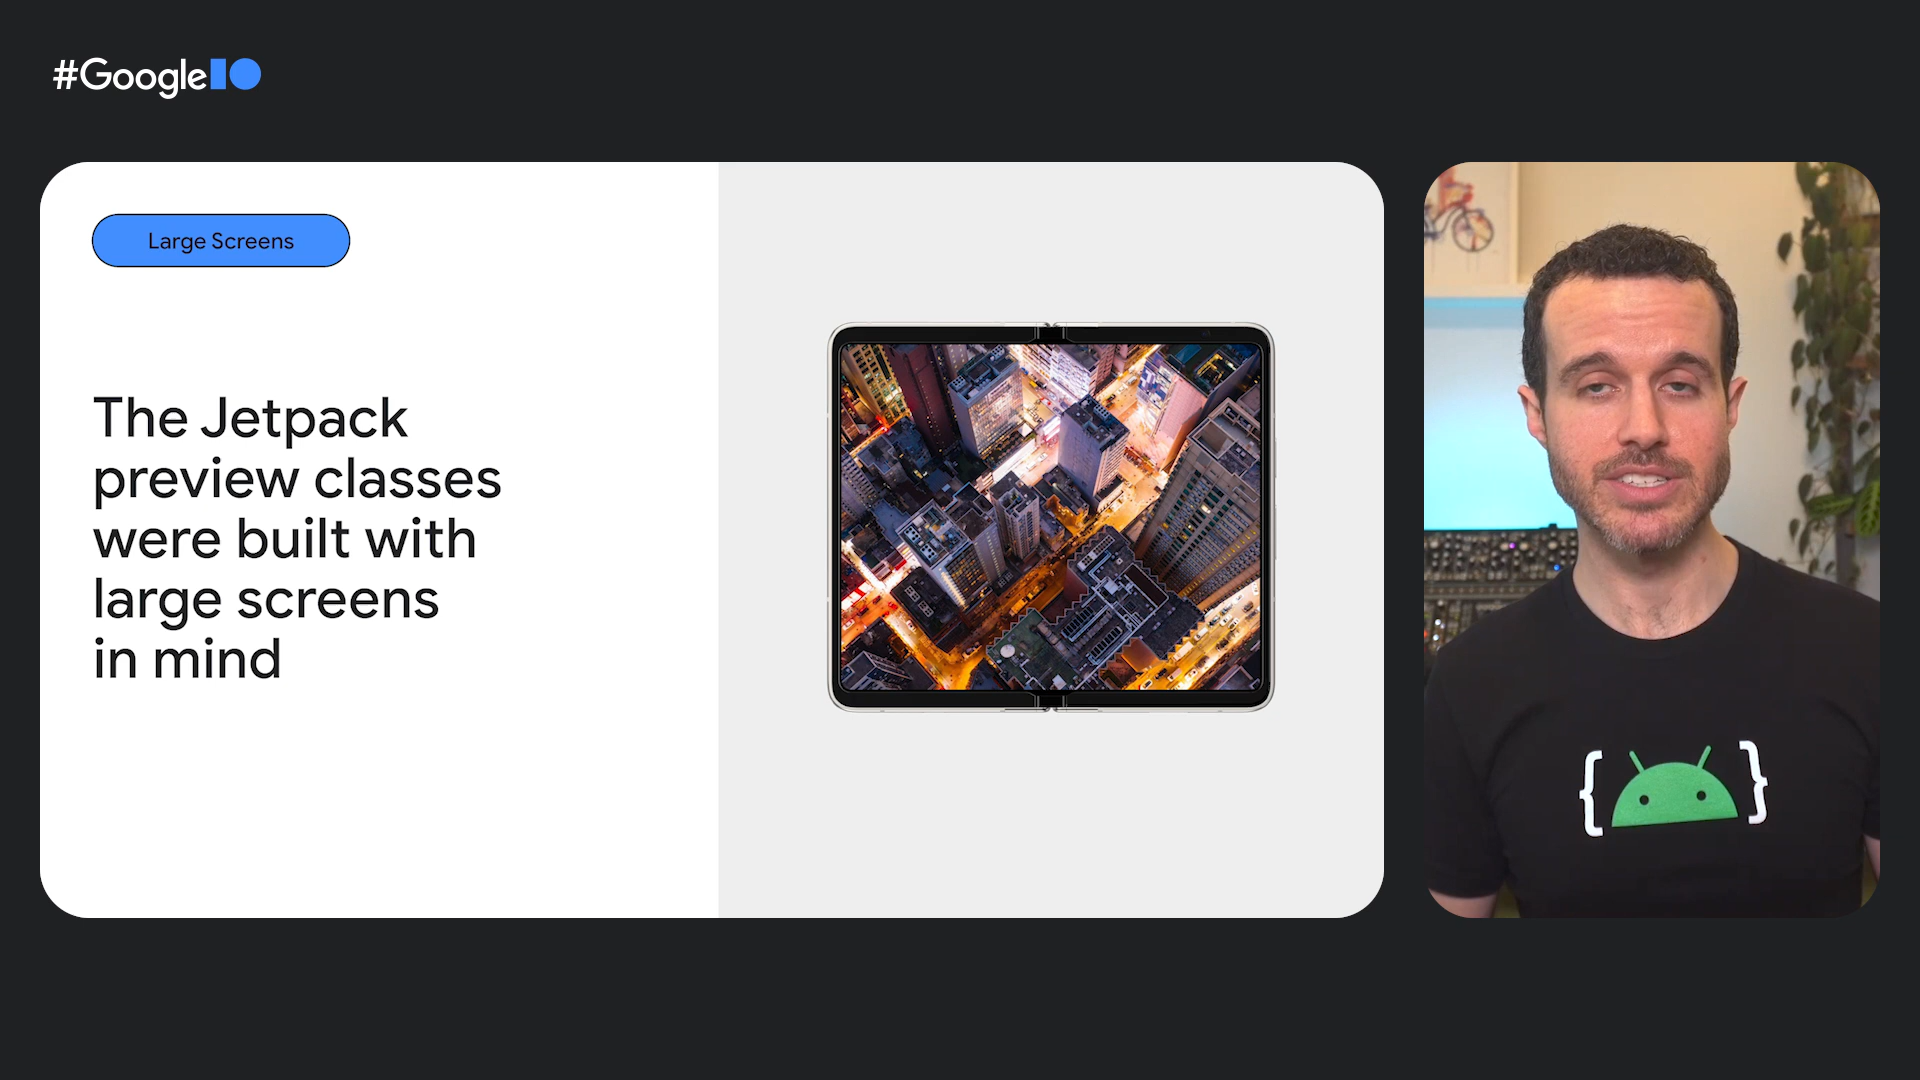 #GoogleIO
Large Screens
The Jetpack
preview classes
were built with
large screens
in mind
{ }